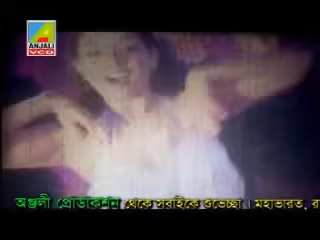 ANJALI
VCD
অঞ্জলী প্রোডাকশন থেকে সবাইকে শুভেচ্ছা । মহাভারত, রা